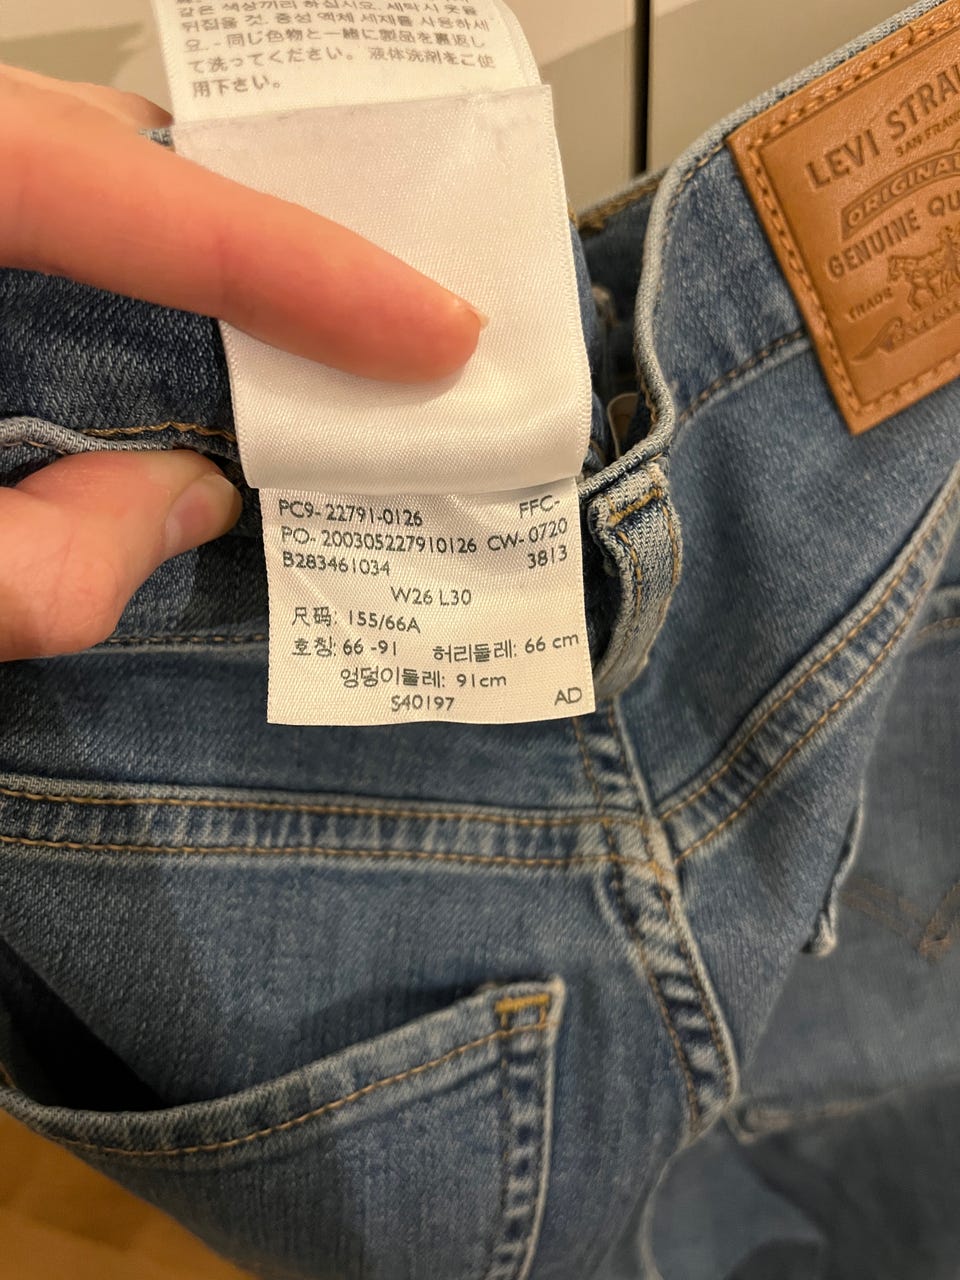 같은 색상끼리 하십시오. 세탁시 옷을
뒤집을 것. 중성 액체 세제를 사용하세
요. - 同じ色物と一緒に製品を裏返し
て洗ってください。液体洗剤をご使
用下さい。
PC9- 22791-0126 FFC-
PO- 200305227910126 CW- 0720
B283461034 3813
W26 L30
尺码: 155/66A
호칭: 66 -91 허리둘레: 66 cm
엉덩이둘레: 91cm
S40197 AD
LEVI
SAN
ORIGINAL
GENUINE
TRADE